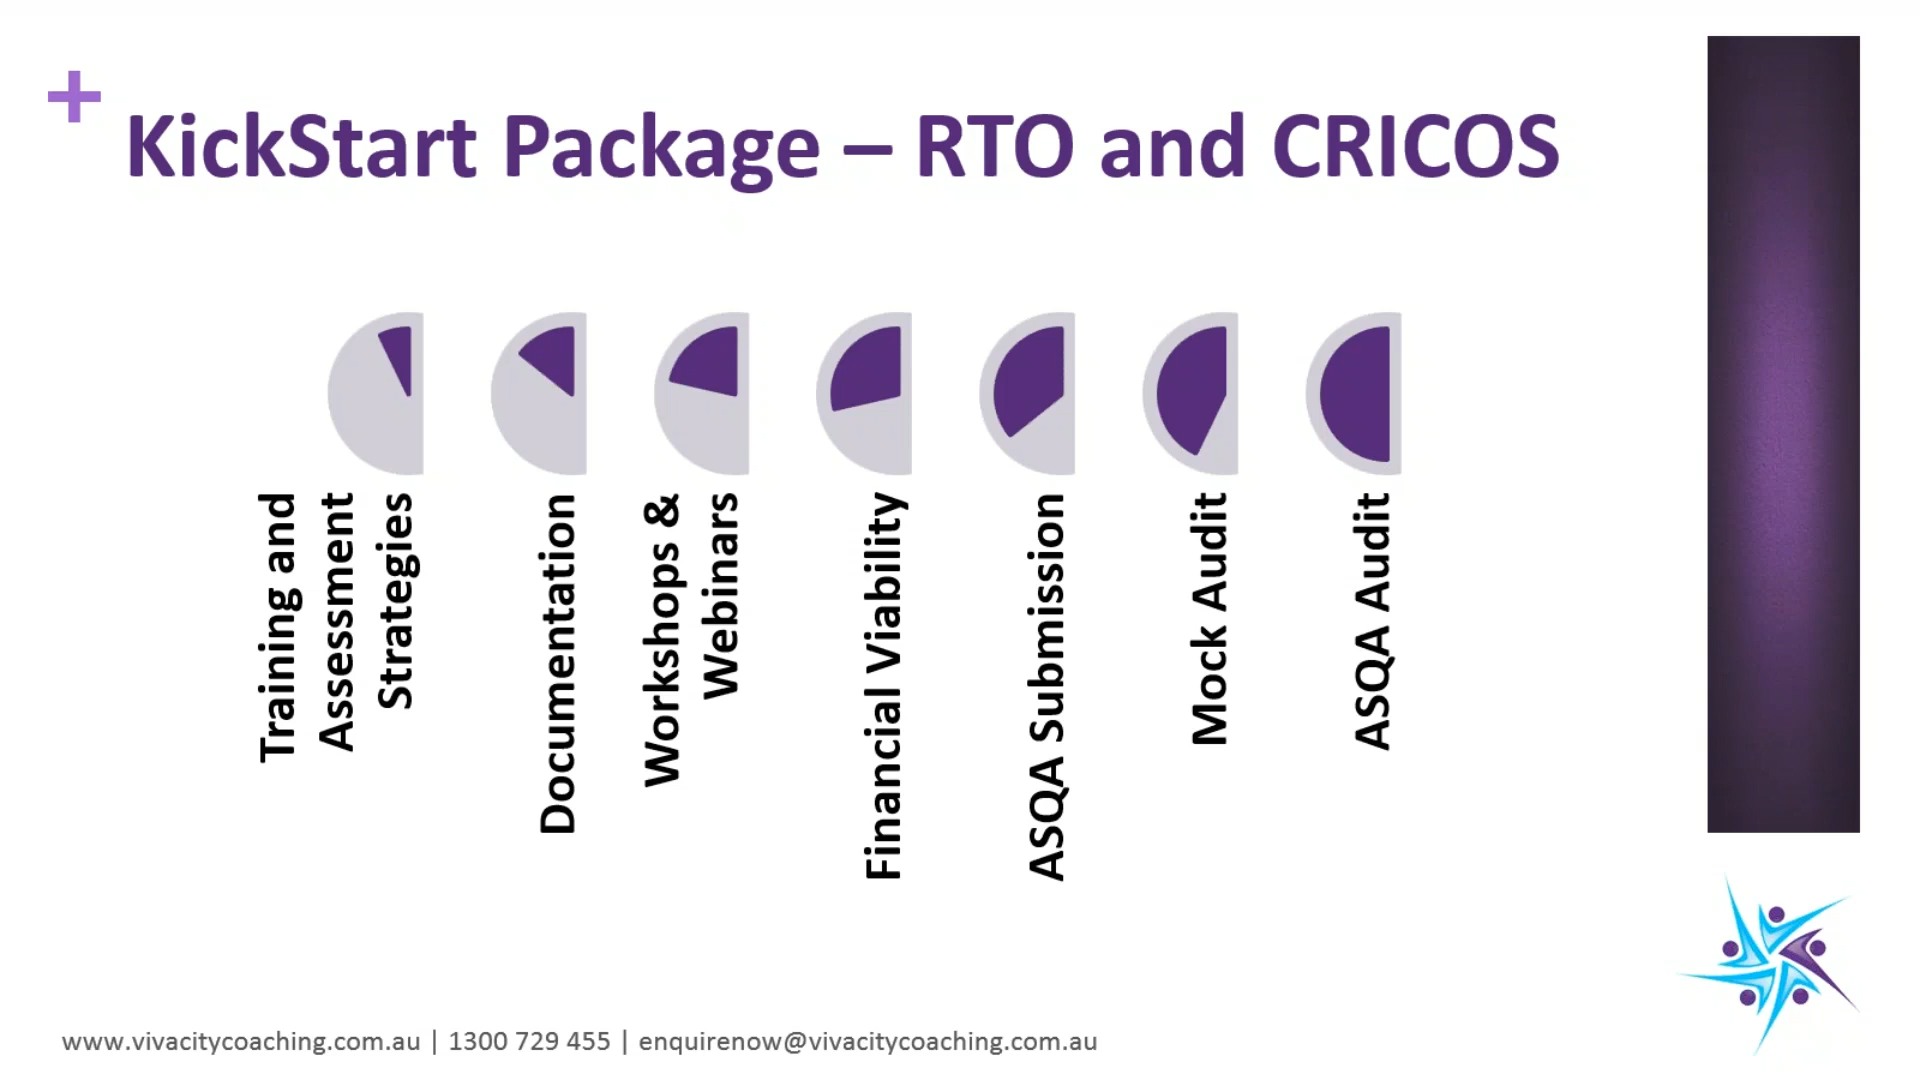 +
KickStart Package – RTO and CRICOS
Training and
Assessment
Strategies
Documentation
Workshops &
Webinars
Financial Viability
ASQA Submission
Mock Audit
ASQA Audit
www.vivacitycoaching.com.au | 1300 729 455 | enquirenow@vivacitycoaching.com.au